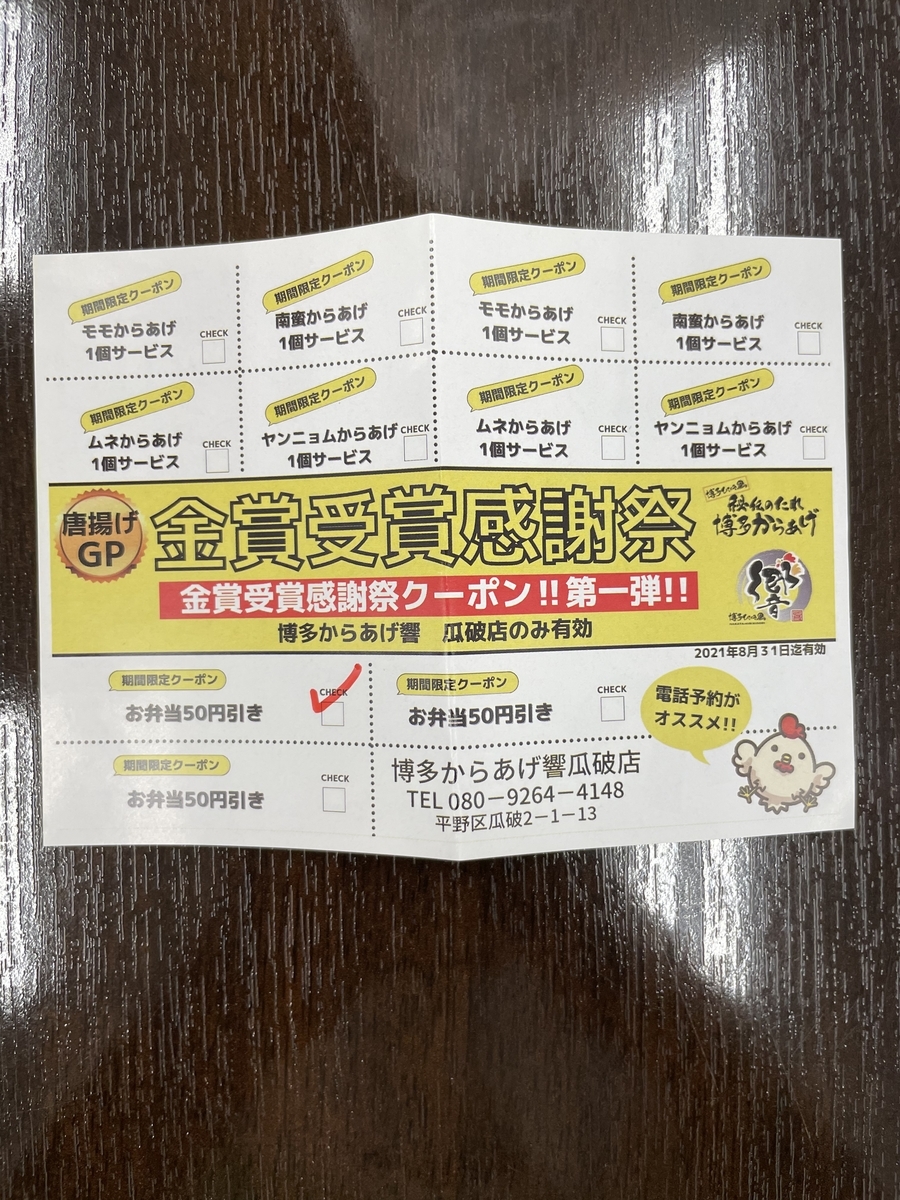 期間限定クーポン
モモからあげ
1個サービス
CHECK
期間限定クーポン
南蛮からあげ
1個サービス
CHECK
期間限定クーポン
モモからあげ
1個サービス
CHECK
期間限定クーポン
南蛮からあげ
1個サービス
CHECK
期間限定クーポン
ムネからあげ
1個サービス
CHECK
期間限定クーポン
ヤンニョムからあげ
1個サービス
CHECK
期間限定クーポン
ムネからあげ
1個サービス
CHECK
期間限定クーポン
ヤンニョムからあげ
1個サービス
CHECK
唐揚げ
GP
金賞受賞感謝祭
金賞受賞感謝祭クーポン!!第一弾!!
博多からあげ響　瓜破店のみ有効
秘伝のたれ
博多からあげ
響
2021年8月31日迄有効
期間限定クーポン
お弁当50円引き
CHECK
期間限定クーポン
お弁当50円引き
CHECK
電話予約が
オススメ!!
期間限定クーポン
お弁当50円引き
CHECK
博多からあげ響瓜破店
TEL 080－9264－4148
平野区瓜破2－1－13